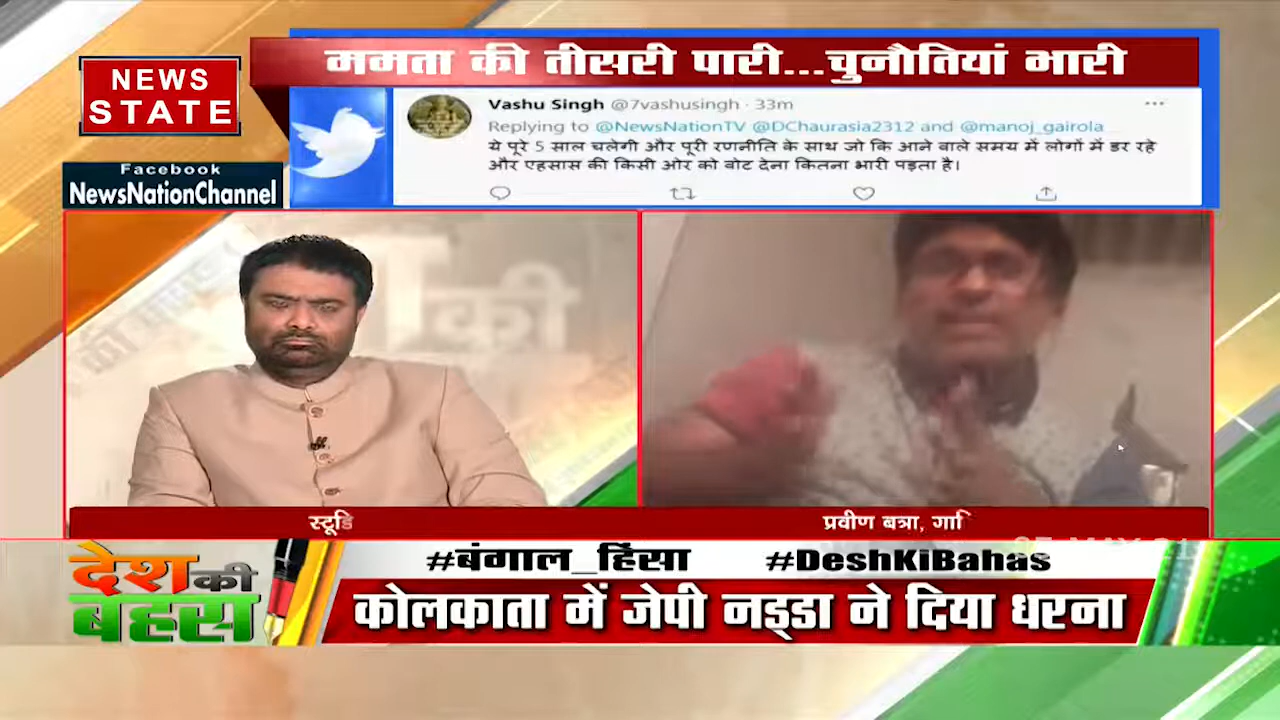 ममता की तीसरी पारी...चुनौतियां भारी
NEWS
STATE
Vashu Singh @7vashusingh · 33m
Replying to @NewsNationTV @DChaurasia2312 and @manoj_gairola
ये पूरे 5 साल चलेगी और पूरी रणनीति के साथ जो कि आने बाले समय में लोगों में डर रहे
और एहसास की किसी ओर को बोट देना कितना भारी पड़ता है।
Facebook
NewsNationChannel
की
स्टूडि
प्रवीण बत्रा, गा
देश की
बहस
#बंगाल_हिंसा #DeshKiBahas
कोलकाता में जेपी नड्डा ने दिया धरना